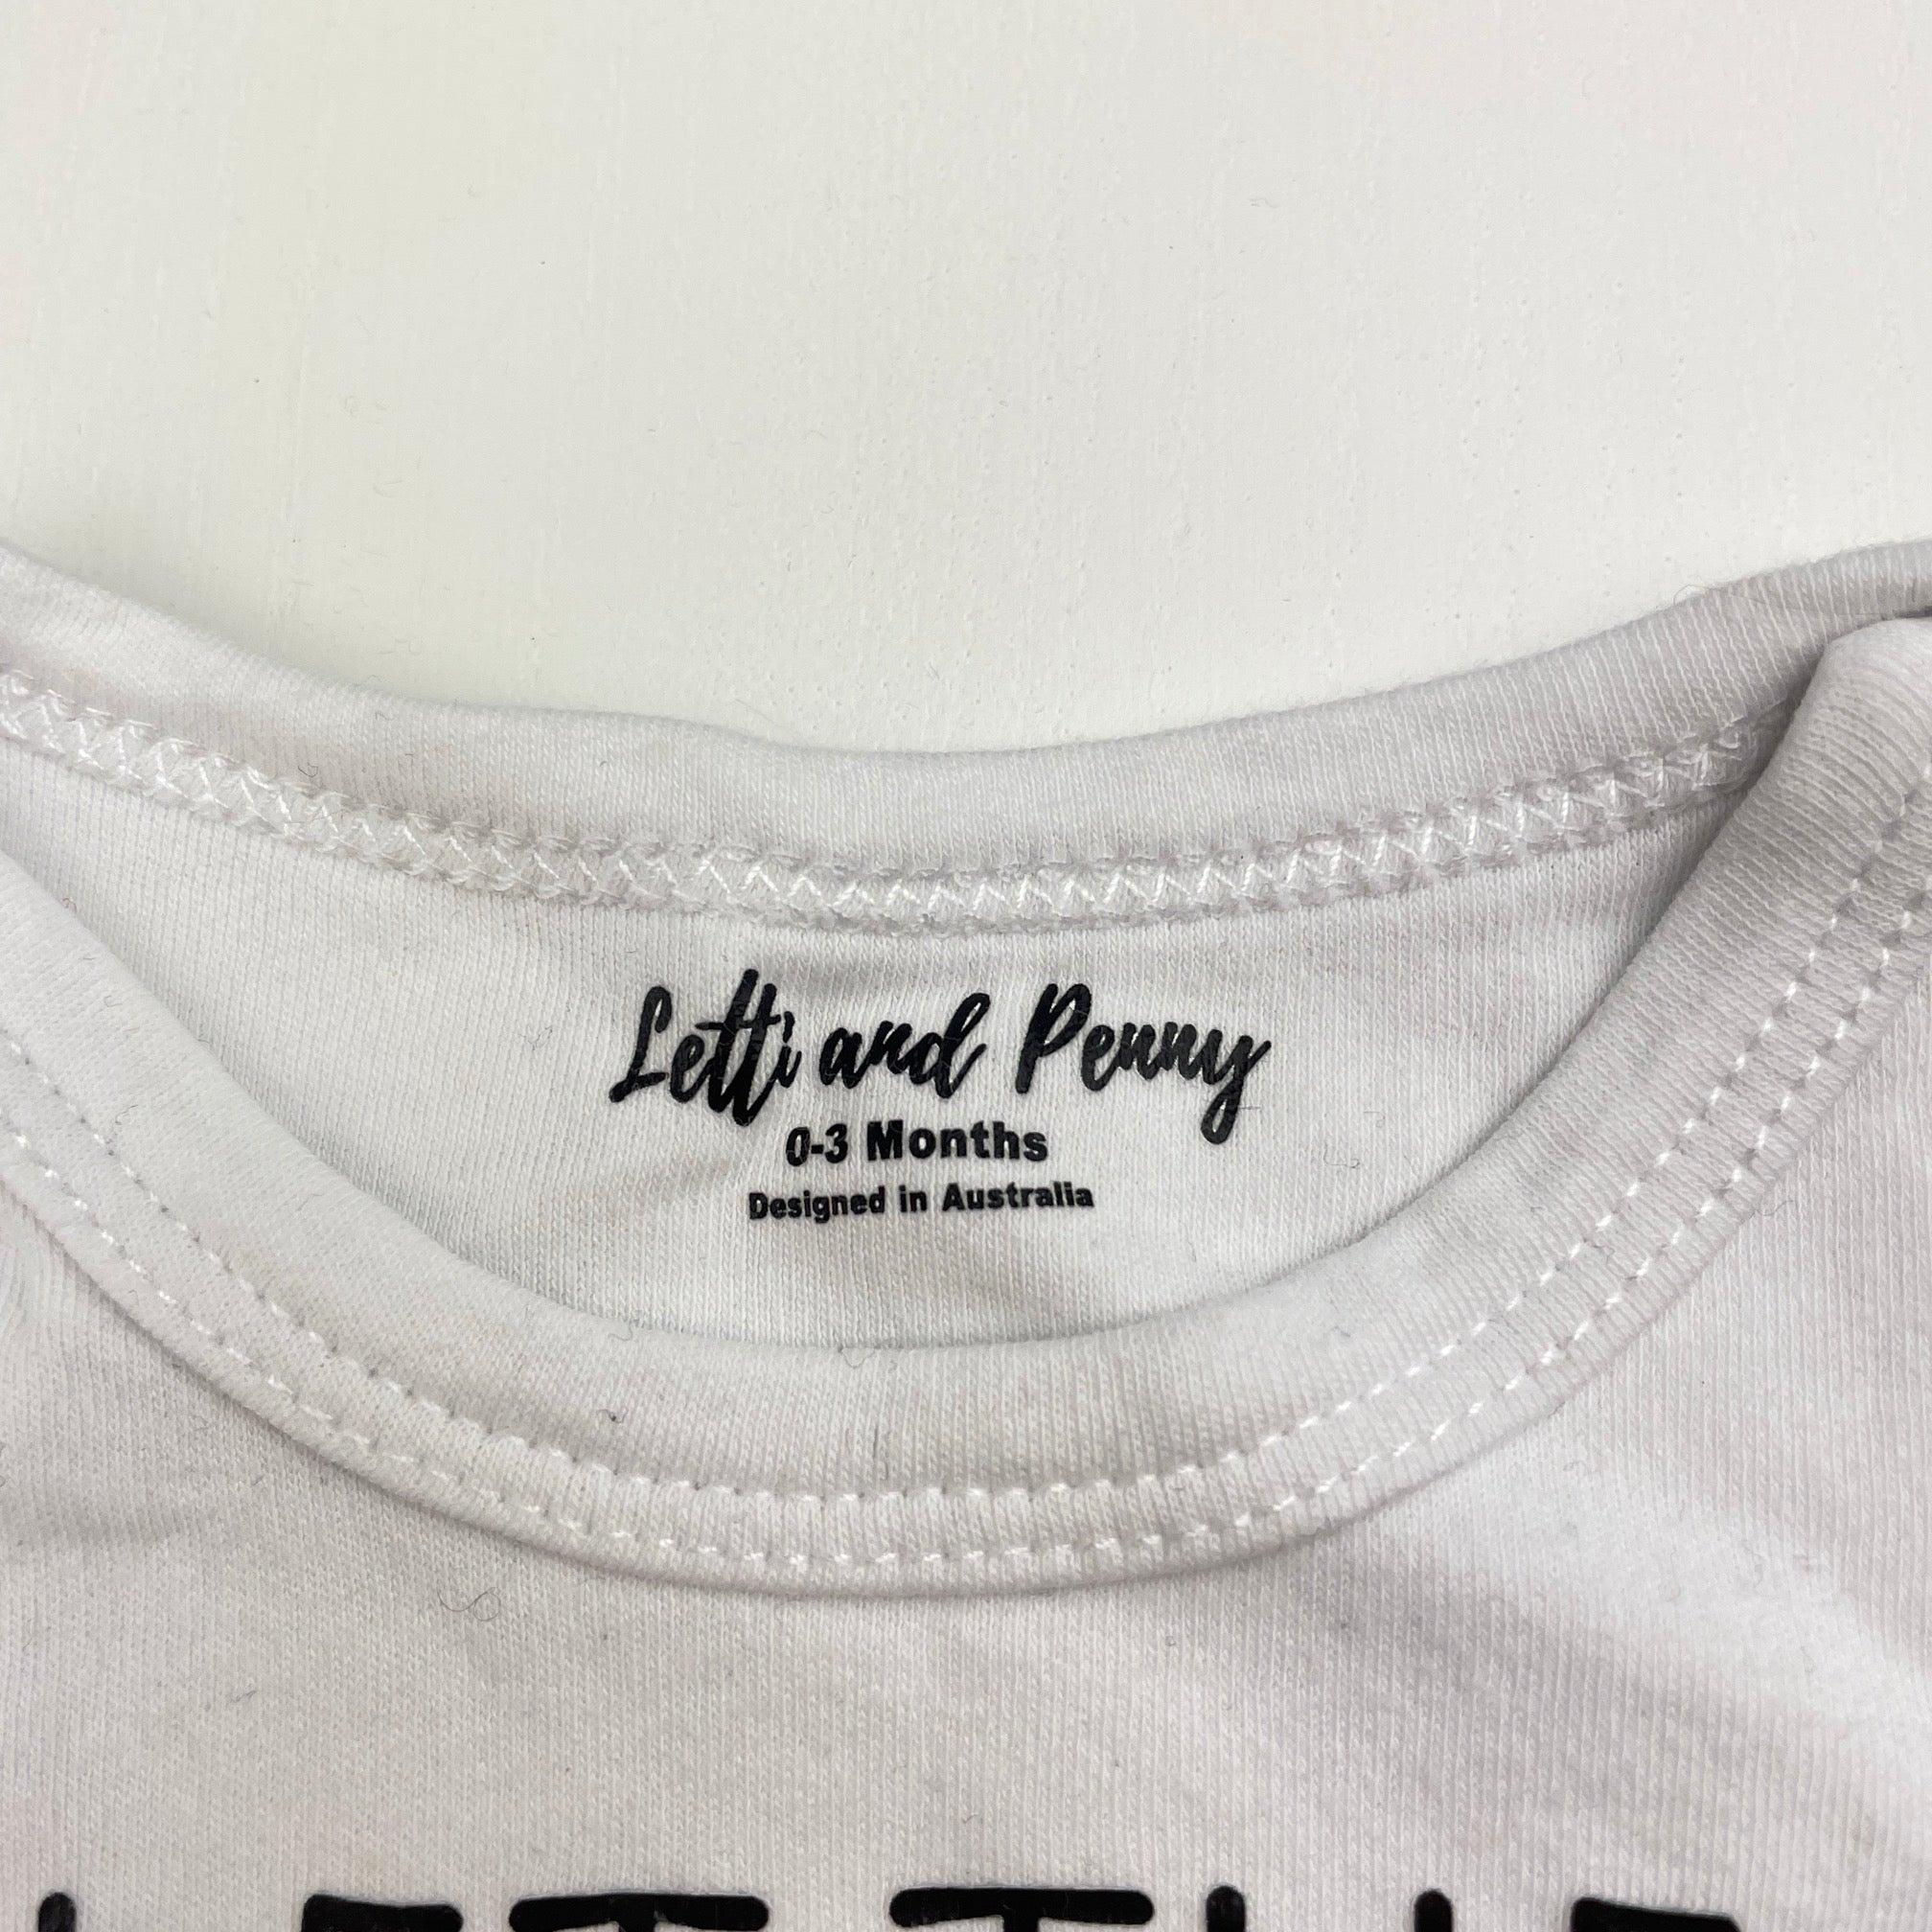 Letti and Penny
0-3 Months
Designed in Australia